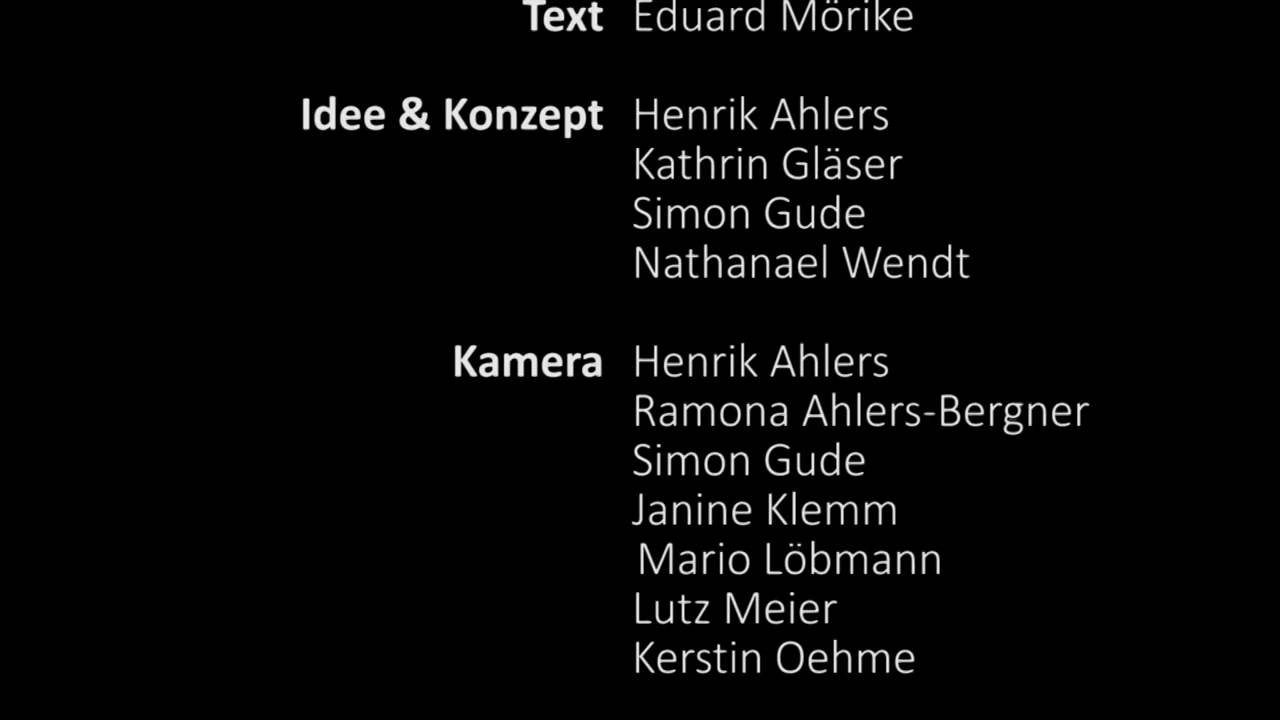 Text Eduard Mörike
Idee & Konzept Henrik Ahlers
Kathrin Gläser
Simon Gude
Nathanael Wendt
Kamera Henrik Ahlers
Ramona Ahlers-Bergner
Simon Gude
Janine Klemm
Mario Löbmann
Lutz Meier
Kerstin Oehme